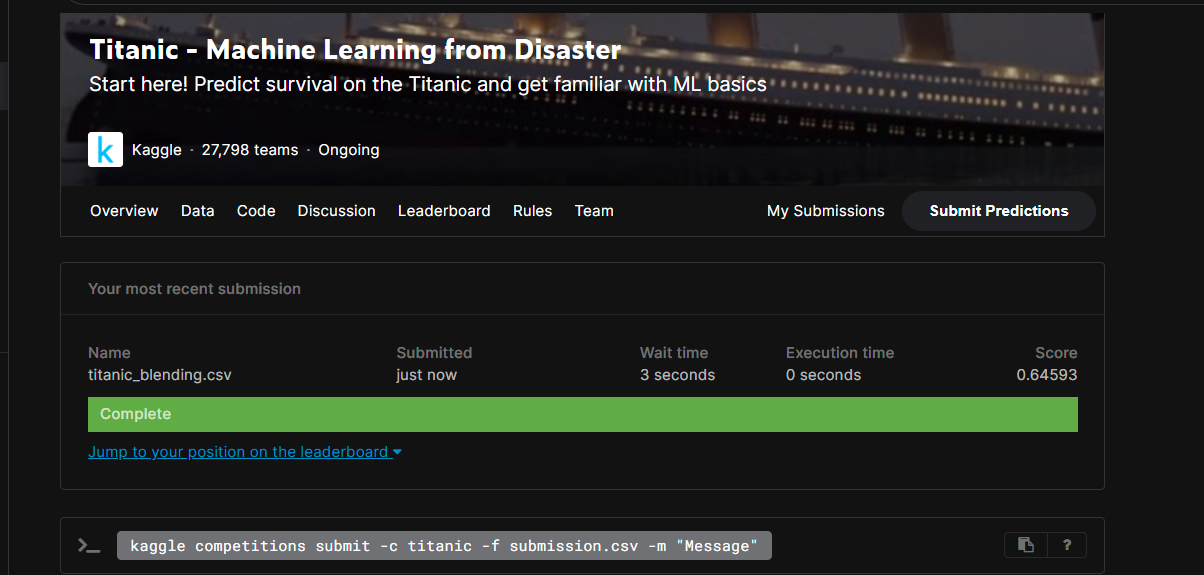 Titanic - Machine Learning from Disaster
Start here! Predict survival on the Titanic and get familiar with ML basics
k Kaggle · 27,798 teams · Ongoing
Overview Data Code Discussion Leaderboard Rules Team My Submissions Submit Predictions
Your most recent submission
Name Submitted Wait time Execution time Score
titanic_blending.csv just now 3 seconds 0 seconds 0.64593
Complete
Jump to your position on the leaderboard
>_ kaggle competitions submit -c titanic -f submission.csv -m "Message" ?